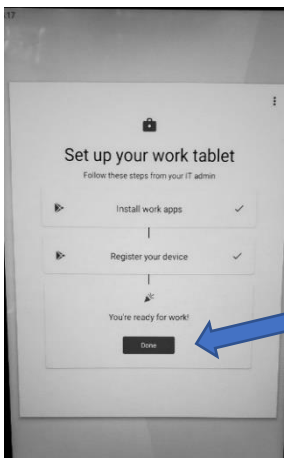 :17
Set up your work tablet
Follow these steps from your IT admin
Install work apps
Register your device
You're ready for work!
Done